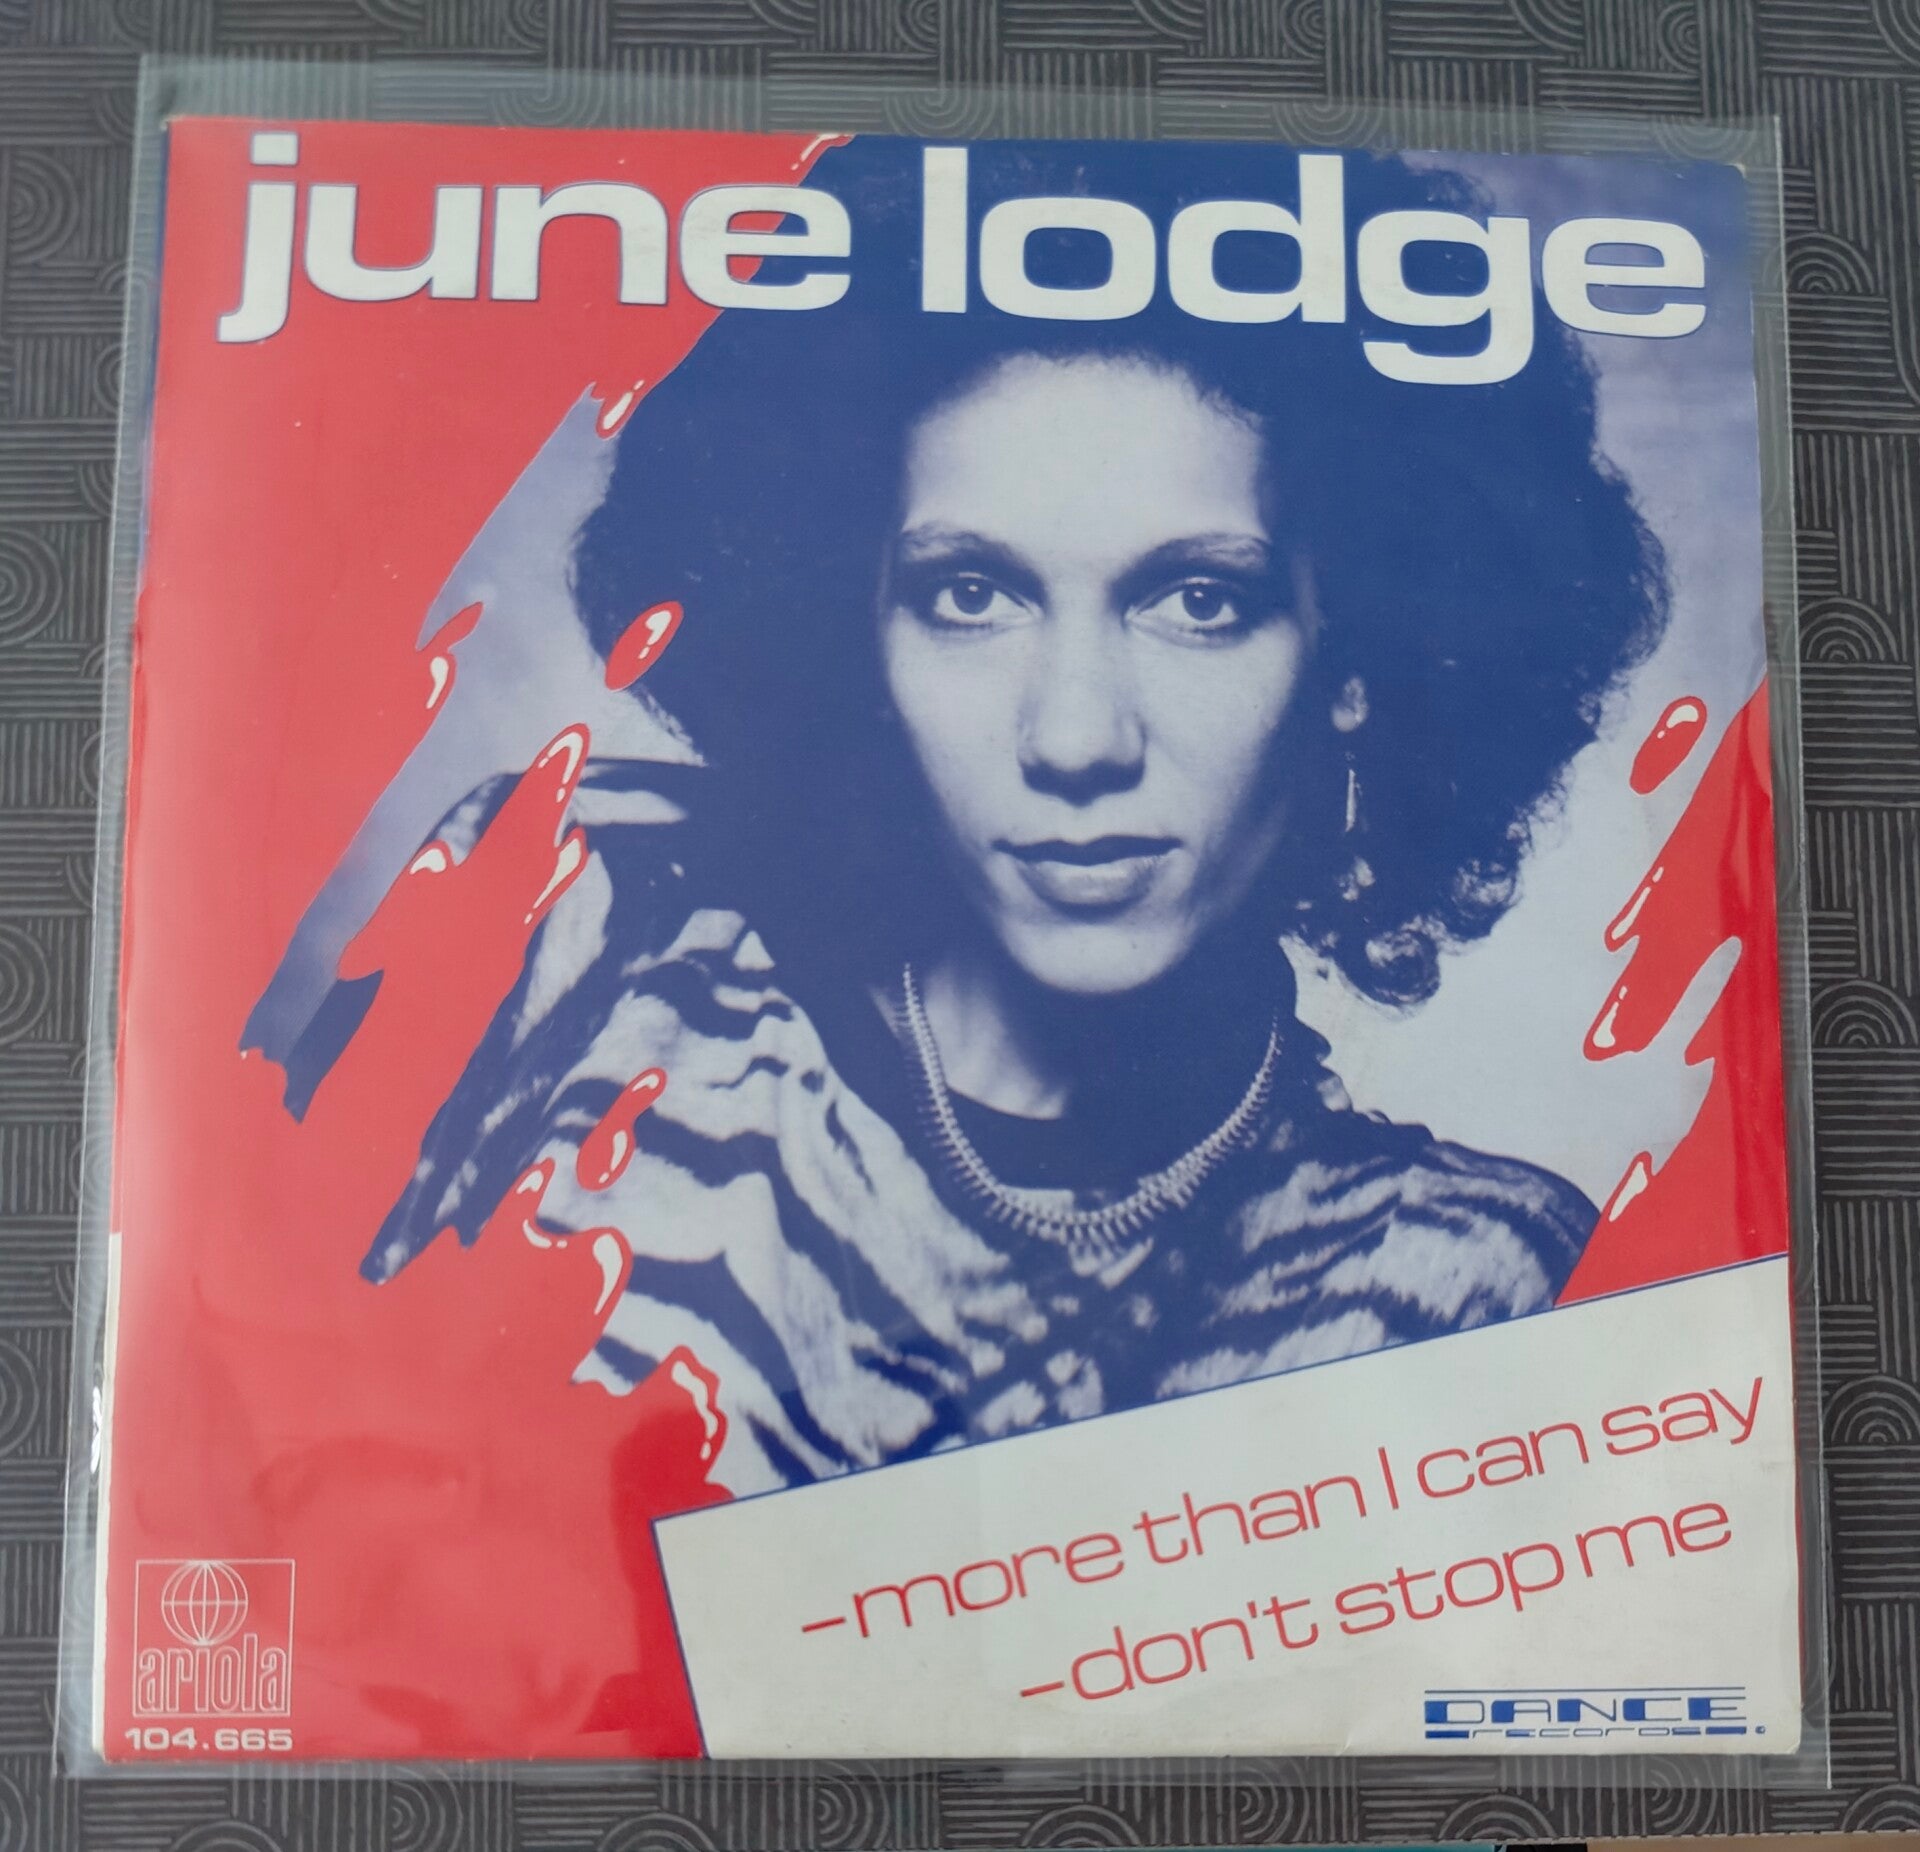 june lodge
-more than I can say
-don't stop me
ariola
104.665
DANCE
records